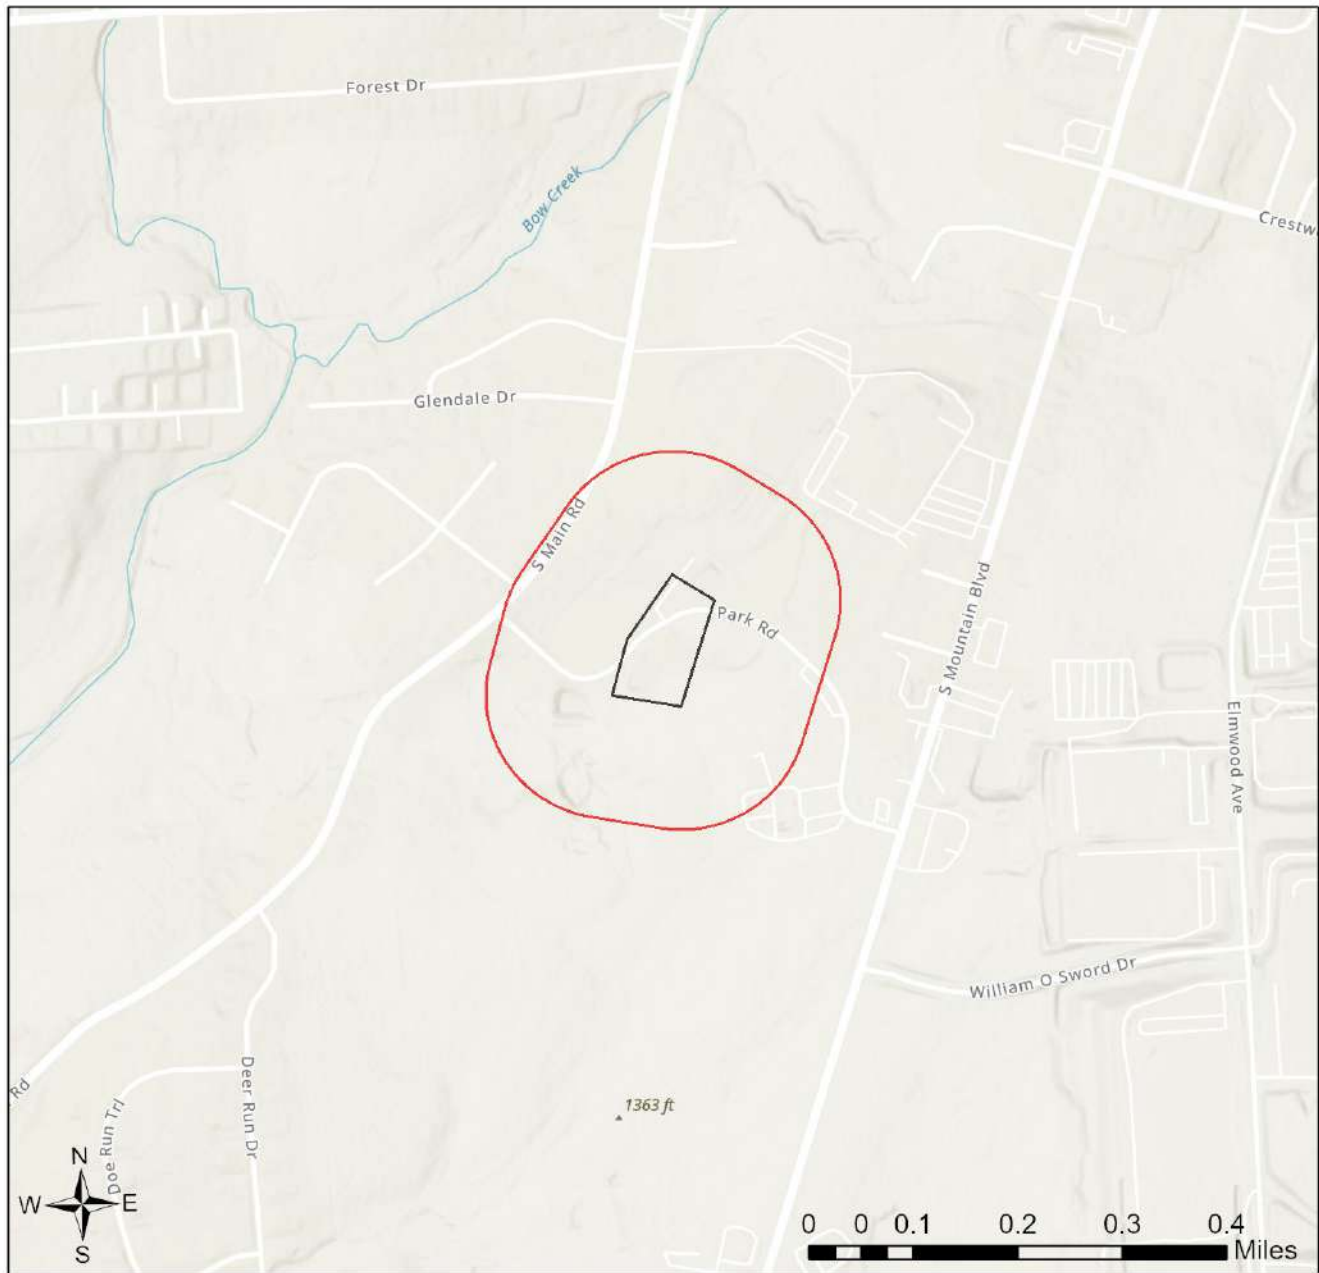 Forest Dr
Bow Creek
Crestw
Glendale Dr
S Main Rd
Park Rd
S Mountain Blvd
Elmwood Ave
William O Sword Dr
Rd
Deer Run Dr
Doe Run Trl
1363 ft
N
W E
S
0 0 0.1 0.2 0.3 0.4
Miles